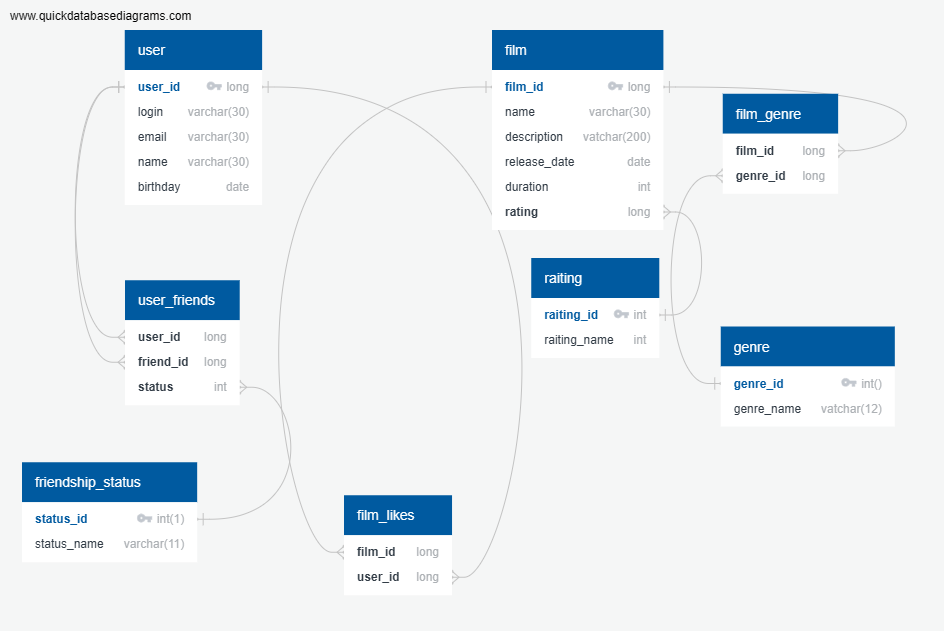 www.quickdatabasediagrams.com
user
user_id long
login varchar(30)
email varchar(30)
name varchar(30)
birthday date
film
film_id long
name varchar(30)
description vatchar(200)
release_date date
duration int
rating long
film_genre
film_id long
genre_id long
raiting
raiting_id int
raiting_name int
user_friends
user_id long
friend_id long
status int
genre
genre_id int()
genre_name vatchar(12)
friendship_status
status_id int(1)
status_name varchar(11)
film_likes
film_id long
user_id long